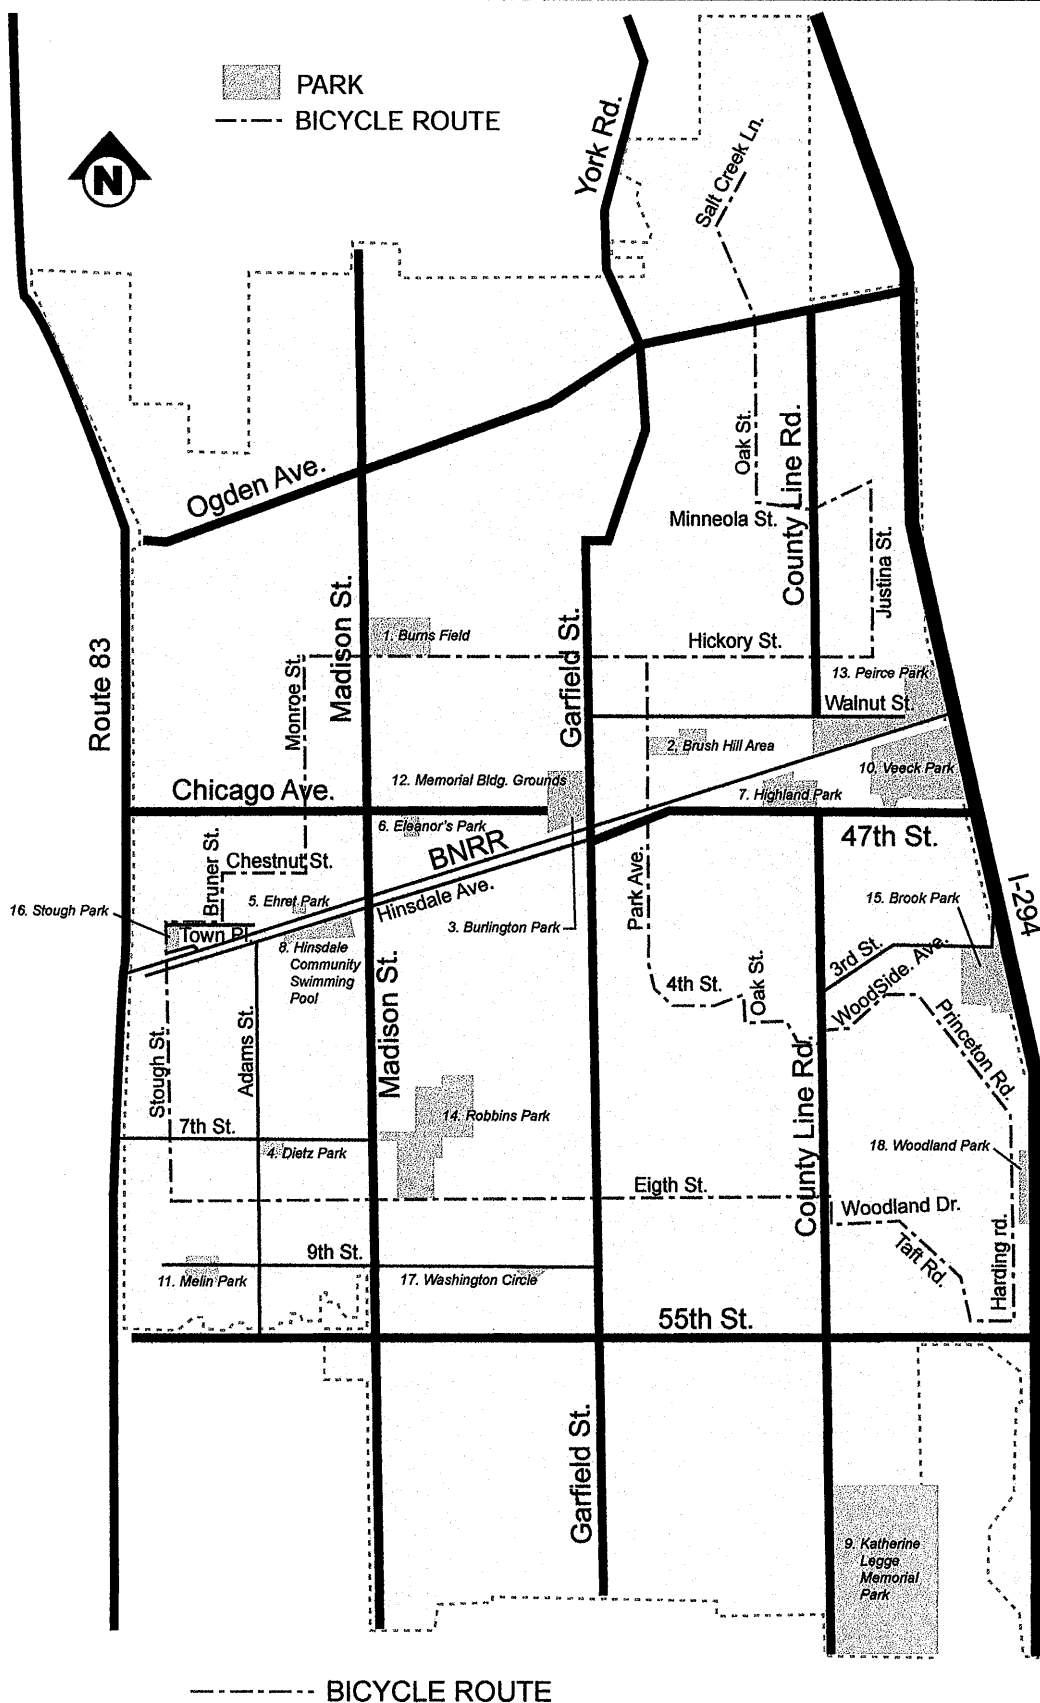 PARK
BICYCLE ROUTE
N
York Rd.
Salt Creek Ln.
Ogden Ave.
Oak St.
County Line Rd.
Minneola St.
Justina St.
Route 83
Madison St.
1. Burns Field
Garfield St.
Hickory St.
Monroe St.
13. Peirce Park
Walnut St.
2. Brush Hill Area
10. Veeck Park
12. Memorial Bldg. Grounds
7. Highland Park
Chicago Ave.
6. Eleanor's Park
47th St.
BNRR
Bruner St.
Chestnut St.
Hinsdale Ave.
Park Ave.
I-294
15. Brook Park
5. Ehret Park
16. Stough Park
Town Pl.
3. Burlington Park
8. Hinsdale
Community
Swimming
Pool
3rd St.
WoodSide. Ave.
4th St.
Oak St.
Madison St.
Stough St.
Adams St.
Princeton Rd.
County Line Rd.
14. Robbins Park
7th St.
4. Dietz Park
18. Woodland Park
Eigth St.
Woodland Dr.
Taft Rd.
Harding rd.
9th St.
11. Melin Park
17. Washington Circle
55th St.
Garfield St.
9. Katherine
Legge
Memorial
Park
BICYCLE ROUTE